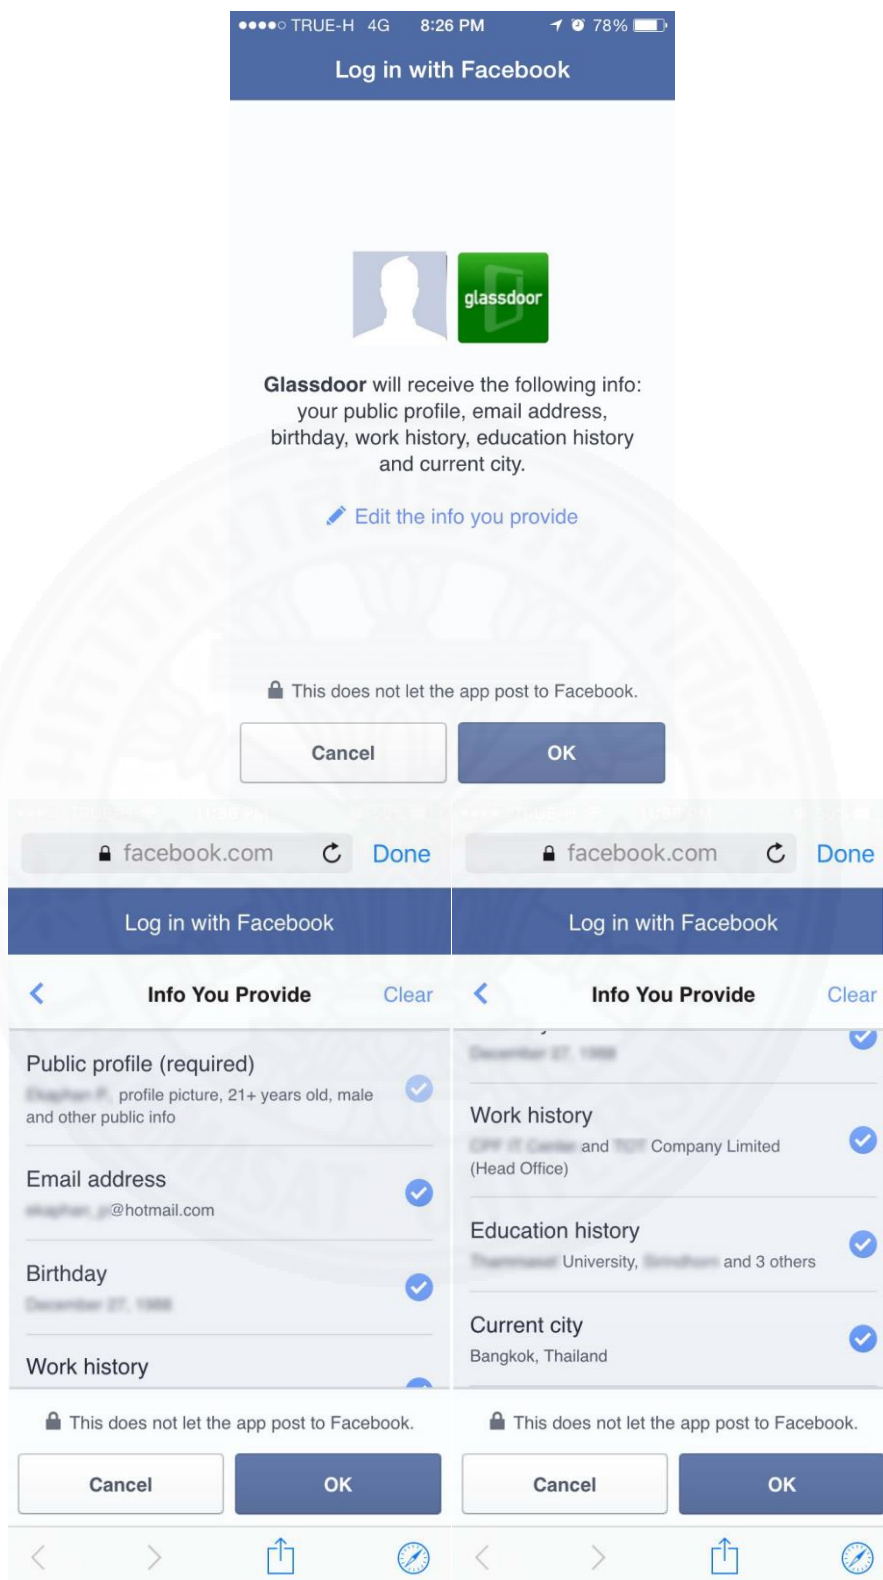 TRUE-H 4G 8:26 PM 78%
Log in with Facebook
glassdoor
Glassdoor will receive the following info:
your public profile, email address,
birthday, work history, education history
and current city.
Edit the info you provide
This does not let the app post to Facebook.
Cancel OK
facebook.com Done
Log in with Facebook
Info You Provide Clear
Public profile (required)
profile picture, 21+ years old, male
and other public info
Email address
@hotmail.com
Birthday
Work history
This does not let the app post to Facebook.
Cancel OK
facebook.com Done
Log in with Facebook
Info You Provide Clear
Work history
and Company Limited
(Head Office)
Education history
University, and 3 others
Current city
Bangkok, Thailand
This does not let the app post to Facebook.
Cancel OK